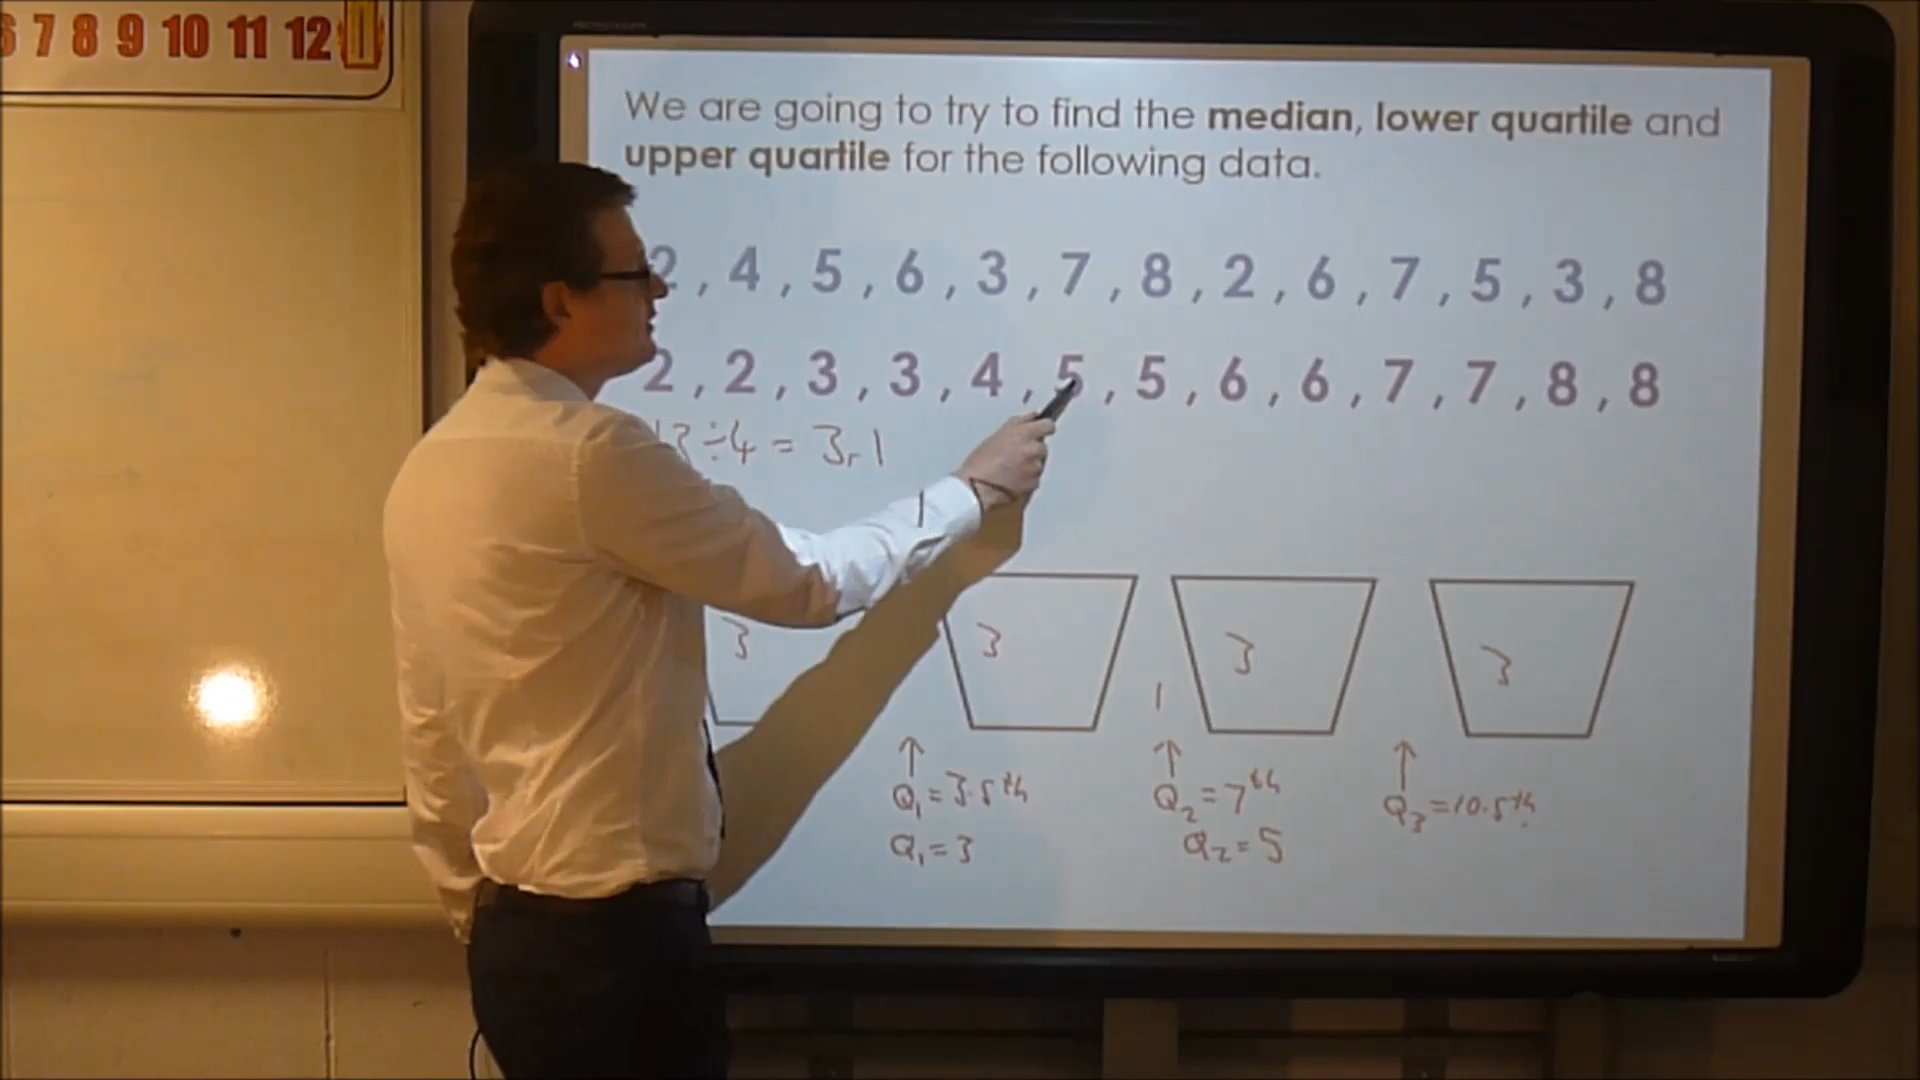 7 8 9 10 11 12
We are going to try to find the median, lower quartile and
upper quartile for the following data.
2 , 4 , 5 , 6 , 3 , 7 , 8 , 2 , 6 , 7 , 5 , 3 , 8
2 , 2 , 3 , 3 , 4 , 5 , 5 , 6 , 6 , 7 , 7 , 8 , 8
13 ÷ 4 = 3 r 1
3 3 3 3
1
Q₁ = 3.5th Q₂ = 7th Q₃ = 10.5th
Q₁ = 3 Q₂ = 5